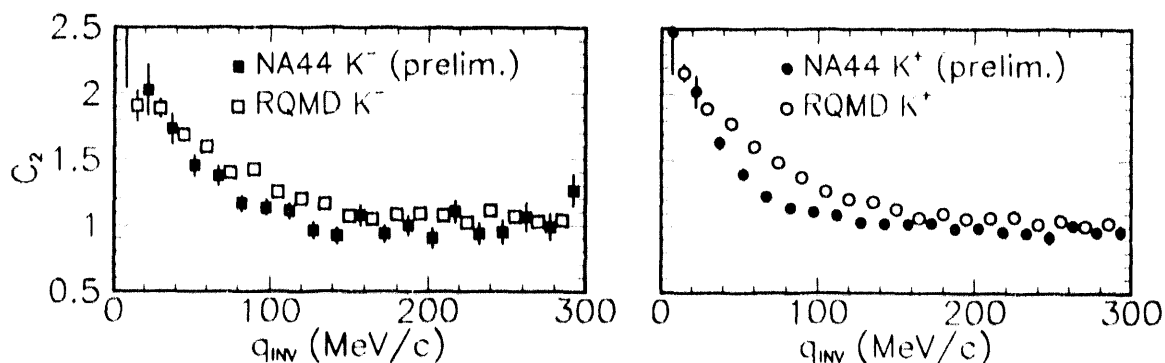 2.5
2
1.5
1
0.5
C₂
■ NA44 K⁻ (prelim.)
□ RQMD K⁻
0 100 200 300
q_INV (MeV/c)
● NA44 K⁺ (prelim.)
○ RQMD K⁺
0 100 200 300
q_INV (MeV/c)